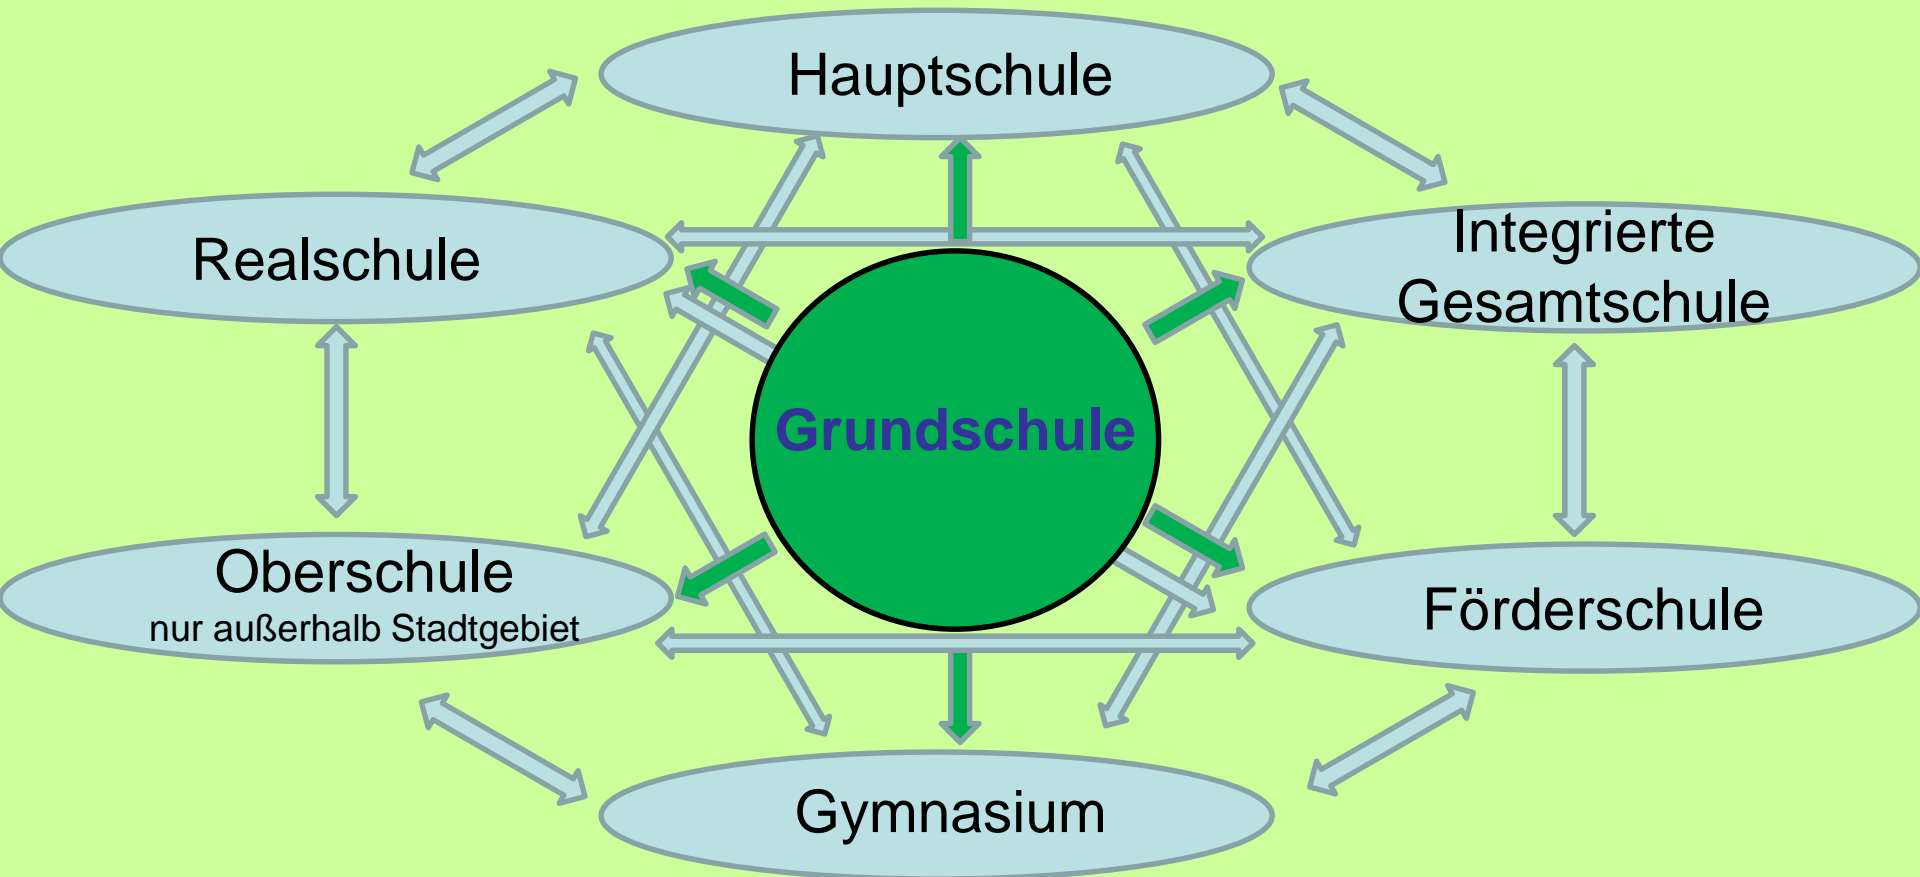 Hauptschule
Realschule
Integrierte
Gesamtschule
Grundschule
Oberschule
nur außerhalb Stadtgebiet
Förderschule
Gymnasium